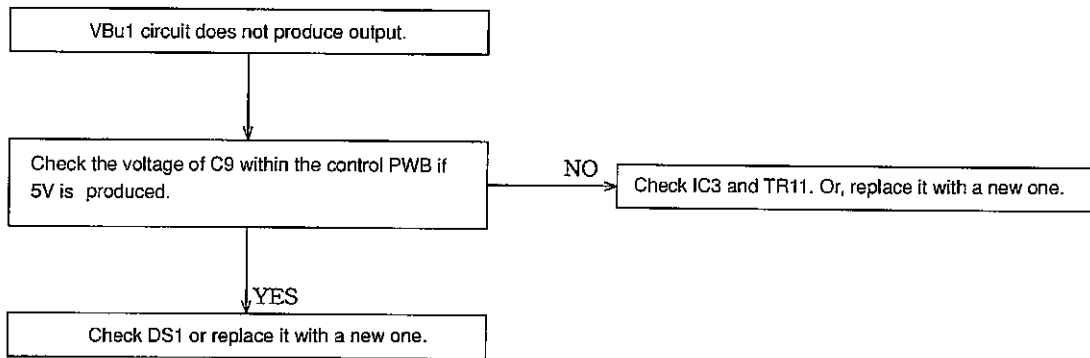 VBu1 circuit does not produce output.
Check the voltage of C9 within the control PWB if
5V is produced.
NO
Check IC3 and TR11. Or, replace it with a new one.
YES
Check DS1 or replace it with a new one.